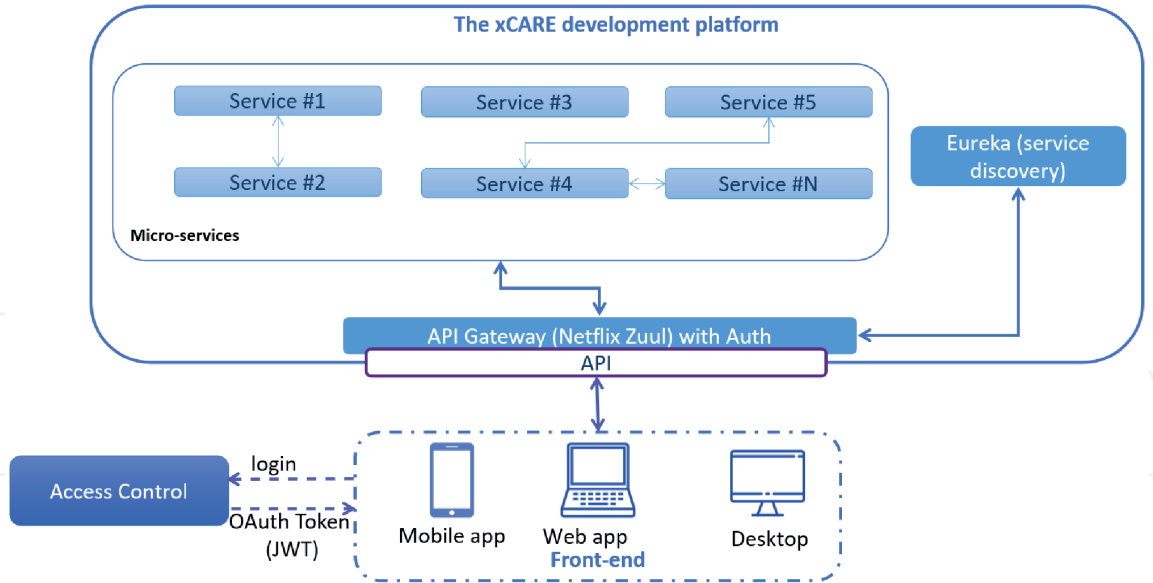 The xCARE development platform
Service #1
Service #3
Service #5
Service #2
Service #4
Service #N
Micro-services
Eureka (service
discovery)
API Gateway (Netflix Zuul) with Auth
API
login
Access Control
OAuth Token
(JWT)
Mobile app
Web app
Desktop
Front-end